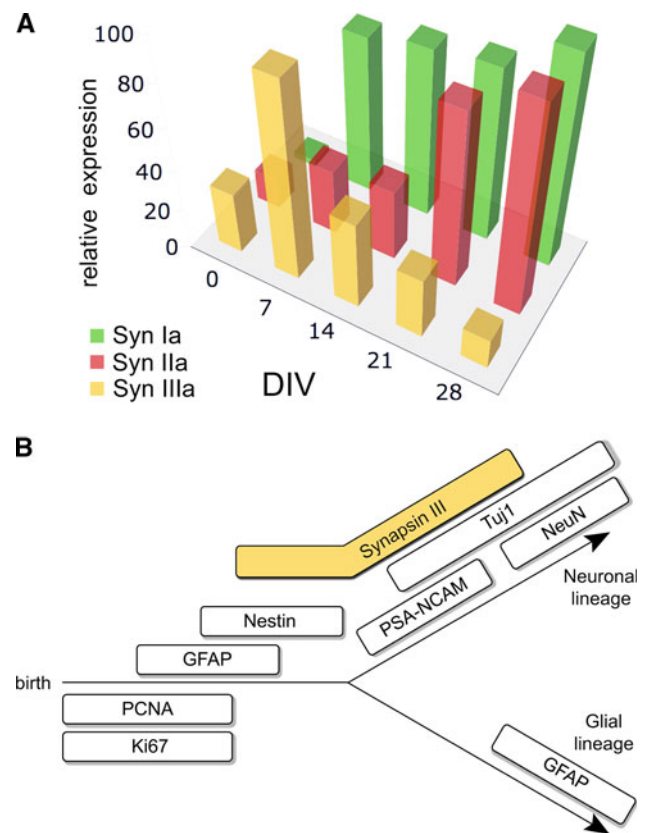 A
100
80
60
40
20
0
relative expression
0
7
14
21
28
DIV
Syn Ia
Syn IIa
Syn IIIa
B
Synapsin III
Tuj1
NeuN
PSA-NCAM
Neuronal
lineage
Nestin
GFAP
birth
PCNA
Ki67
Glial
lineage
GFAP